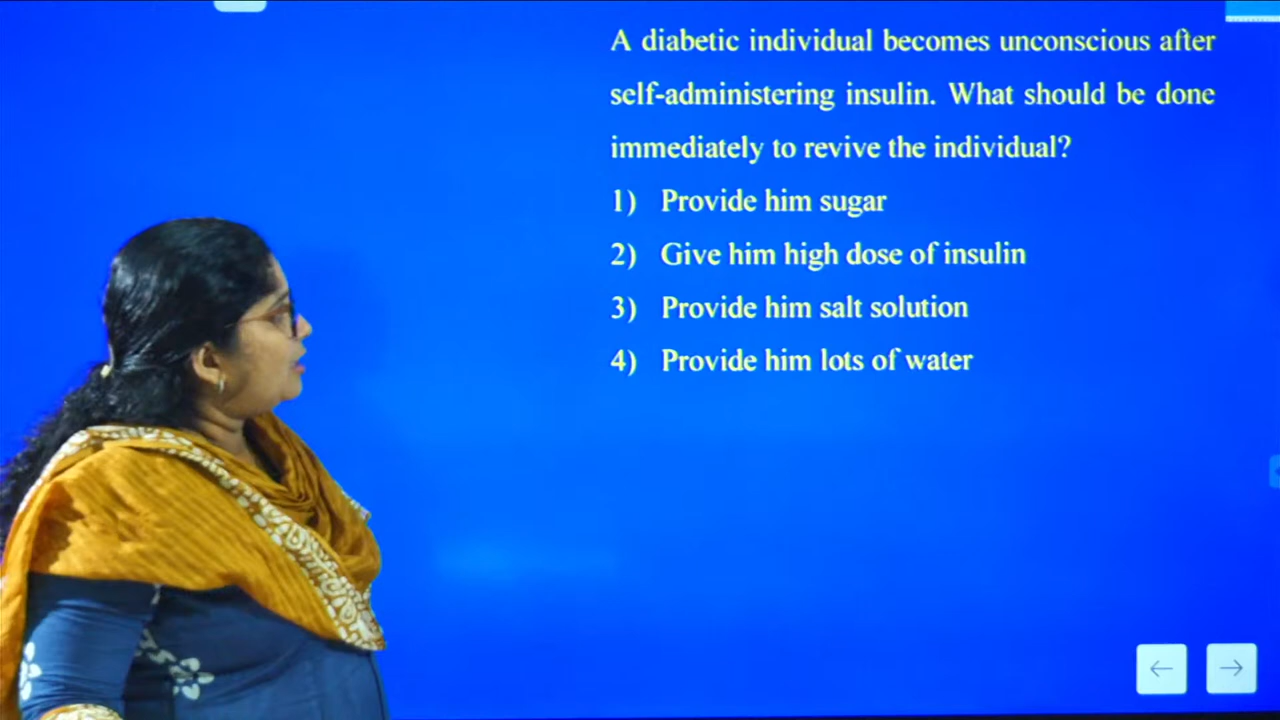 A diabetic individual becomes unconscious after
self-administering insulin. What should be done
immediately to revive the individual?
1) Provide him sugar
2) Give him high dose of insulin
3) Provide him salt solution
4) Provide him lots of water